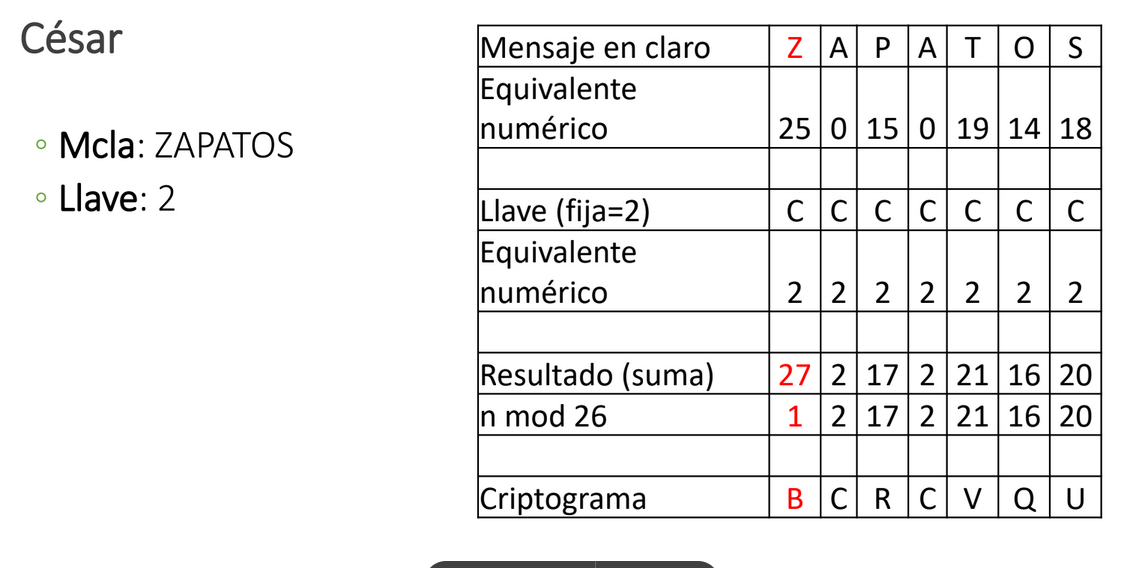 César
Mcla: ZAPATOS
Llave: 2
Mensaje en claro Z A P A T O S
Equivalente
numérico 25 0 15 0 19 14 18
Llave (fija=2) C C C C C C C
Equivalente
numérico 2 2 2 2 2 2 2
Resultado (suma) 27 2 17 2 21 16 20
n mod 26 1 2 17 2 21 16 20
Criptograma B C R C V Q U